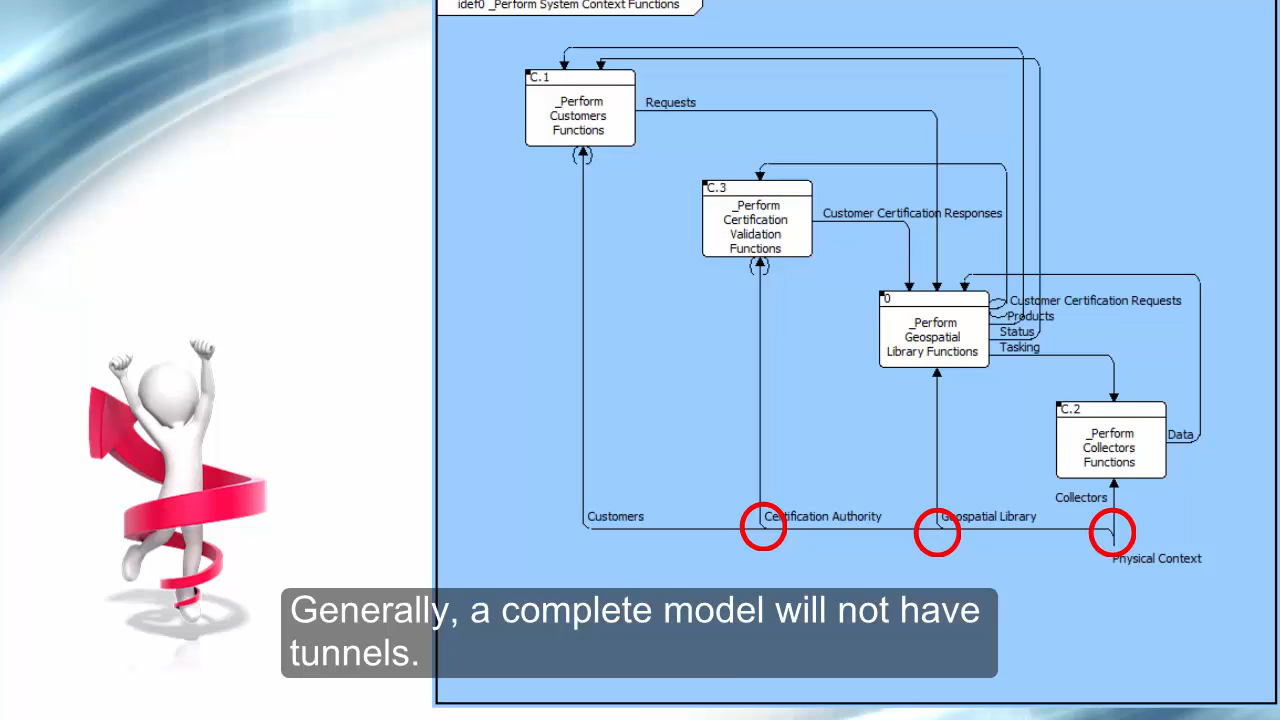 idef0 _Perform System Context Functions
C.1
_Perform
Customers
Functions
Requests
C.3
_Perform
Certification
Validation
Functions
Customer Certification Responses
0
_Perform
Geospatial
Library Functions
Customer Certification Requests
Products
Status
Tasking
C.2
_Perform
Collectors
Functions
Data
Collectors
Customers
Certification Authority
Geospatial Library
Physical Context
Generally, a complete model will not have
tunnels.